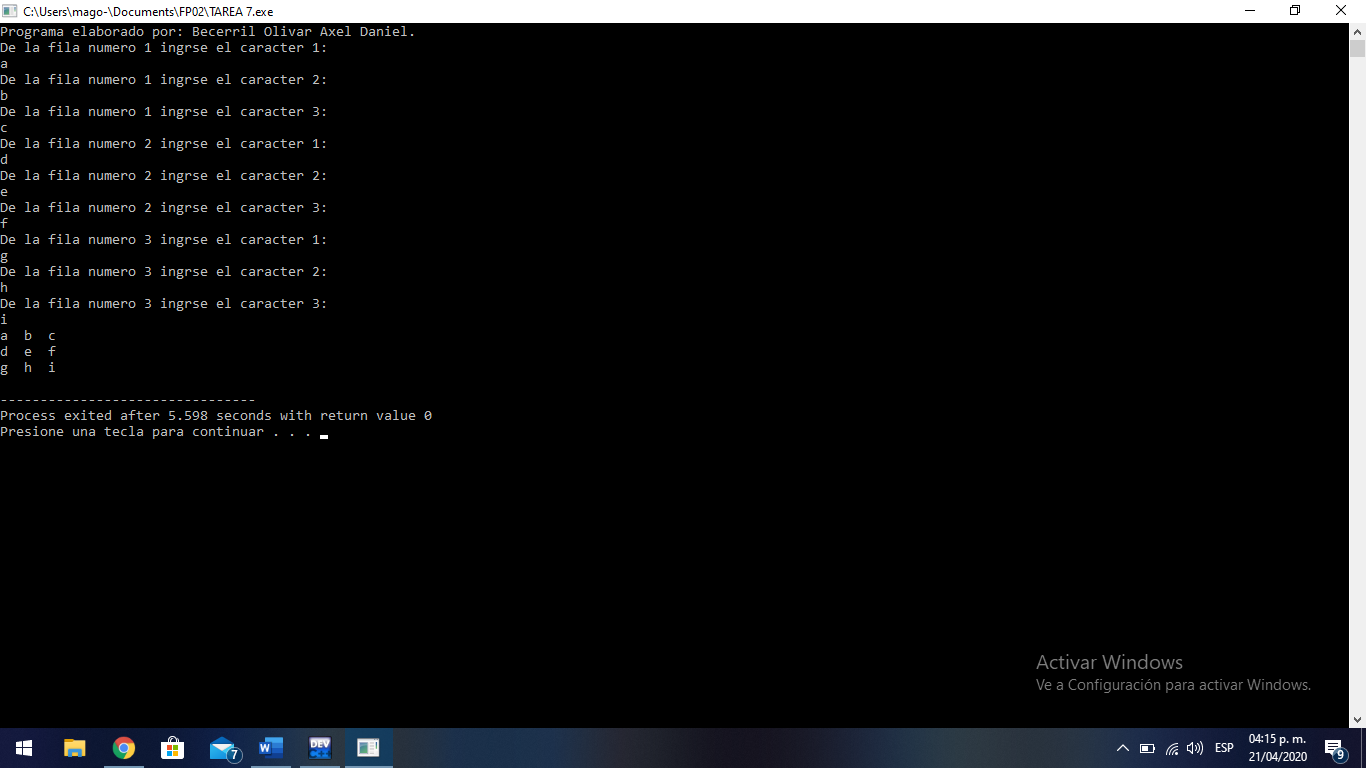 C:\Users\mago-\Documents\FP02\TAREA 7.exe
Programa elaborado por: Becerril Olivar Axel Daniel.
De la fila numero 1 ingrse el caracter 1:
a
De la fila numero 1 ingrse el caracter 2:
b
De la fila numero 1 ingrse el caracter 3:
c
De la fila numero 2 ingrse el caracter 1:
d
De la fila numero 2 ingrse el caracter 2:
e
De la fila numero 2 ingrse el caracter 3:
f
De la fila numero 3 ingrse el caracter 1:
g
De la fila numero 3 ingrse el caracter 2:
h
De la fila numero 3 ingrse el caracter 3:
i
a  b  c
d  e  f
g  h  i
--------------------------------
Process exited after 5.598 seconds with return value 0
Presione una tecla para continuar . . .
Activar Windows
Ve a Configuración para activar Windows.
7
W
DEV
ESP
04:15 p. m.
21/04/2020
9